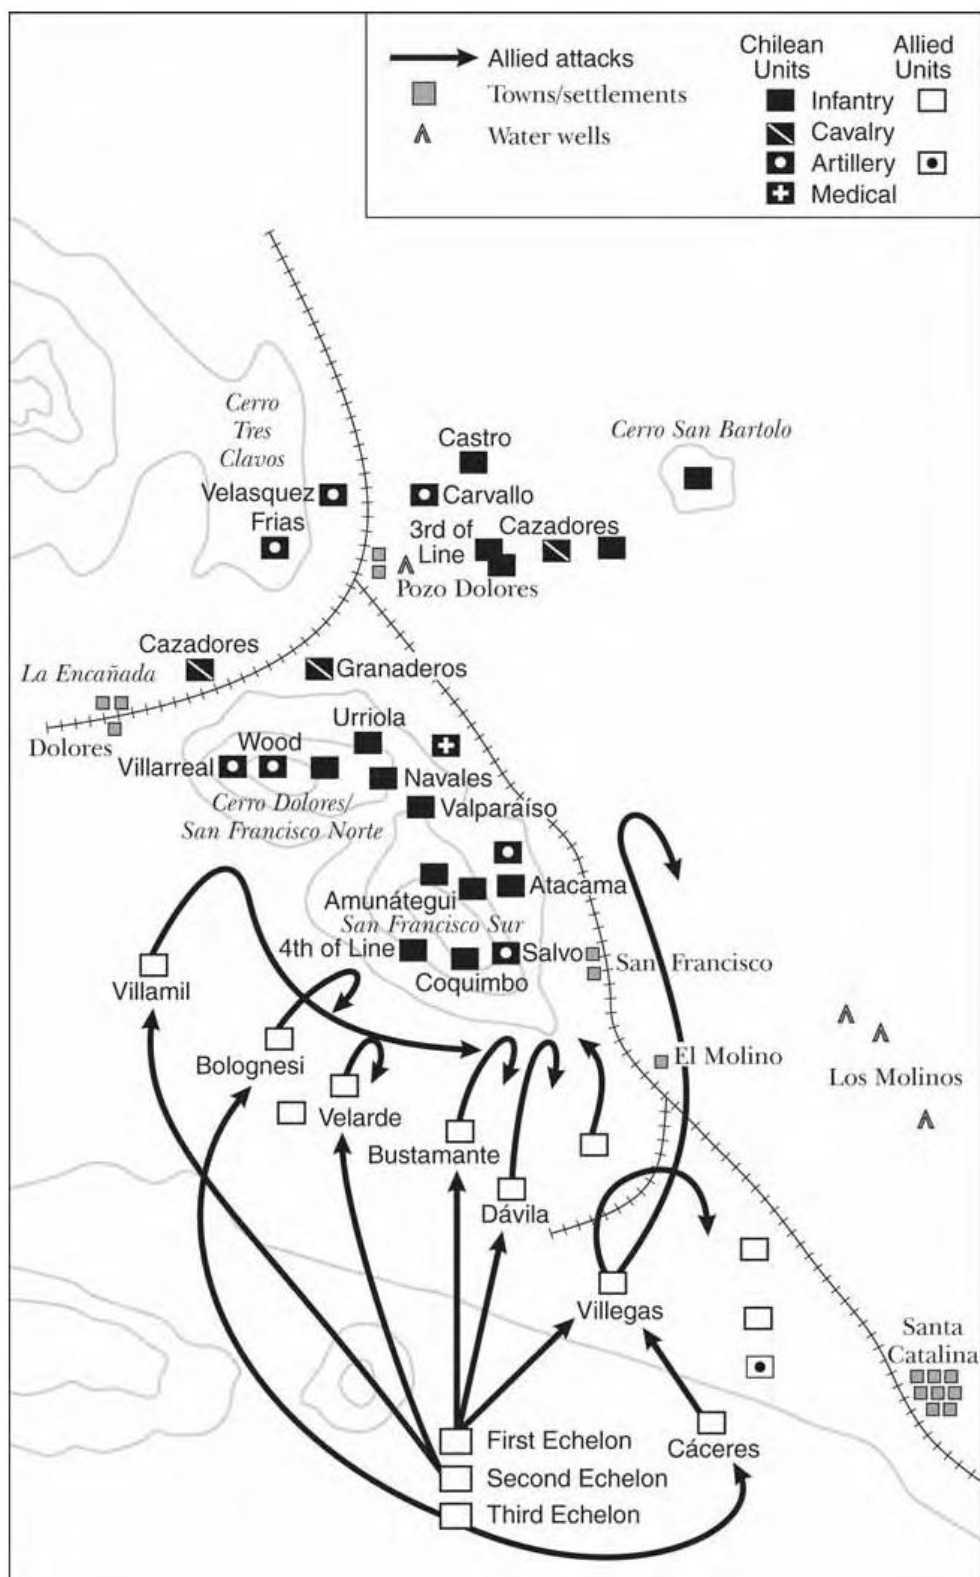 Allied attacks
Towns/settlements
Water wells
Chilean
Units
Allied
Units
Infantry
Cavalry
Artillery
Medical
Cerro
Tres
Clavos
Castro
Cerro San Bartolo
Velasquez
Carvallo
Frias
3rd of
Line
Cazadores
Pozo Dolores
Cazadores
La Encañada
Granaderos
Dolores
Urriola
Wood
Villarreal
Navales
Cerro Dolores/
San Francisco Norte
Valparaíso
Amunátegui
Atacama
San Francisco Sur
4th of Line
Salvo
Coquimbo
San Francisco
Villamil
Bolognesi
El Molino
Los Molinos
Velarde
Bustamante
Dávila
Villegas
Santa
Catalina
First Echelon
Cáceres
Second Echelon
Third Echelon